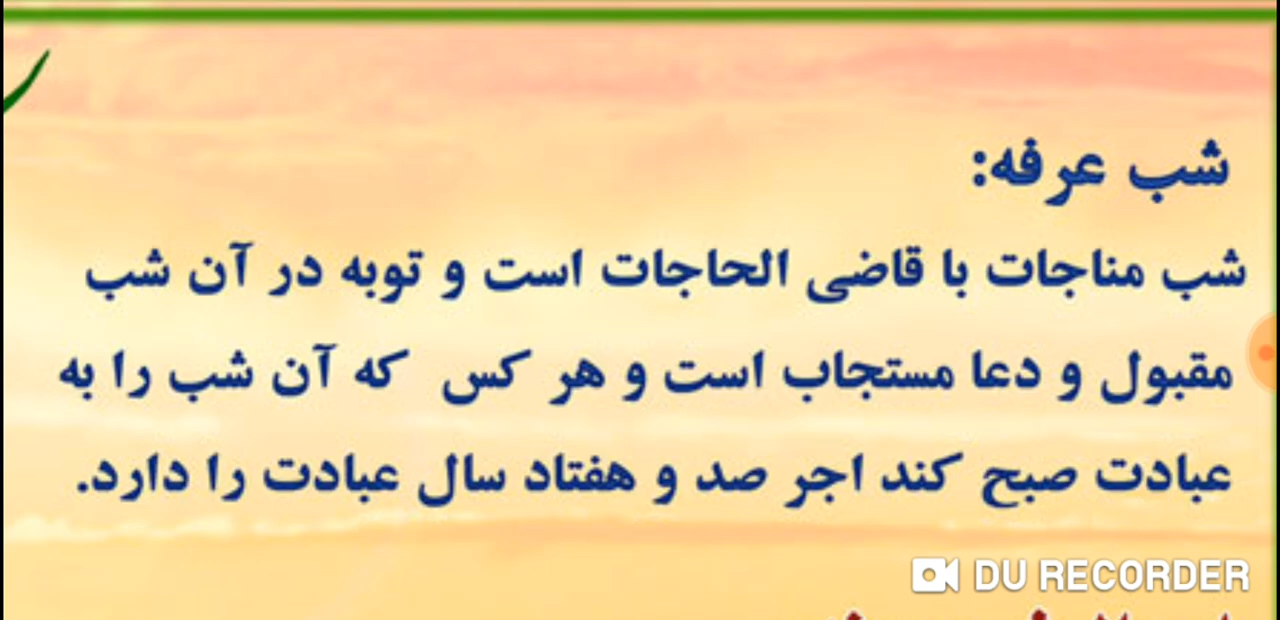 شب عرفه:
شب مناجات با قاضی الحاجات است و توبه در آن شب
مقبول و دعا مستجاب است و هر کس که آن شب را به
عبادت صبح کند اجر صد و هفتاد سال عبادت را دارد.
DU RECORDER